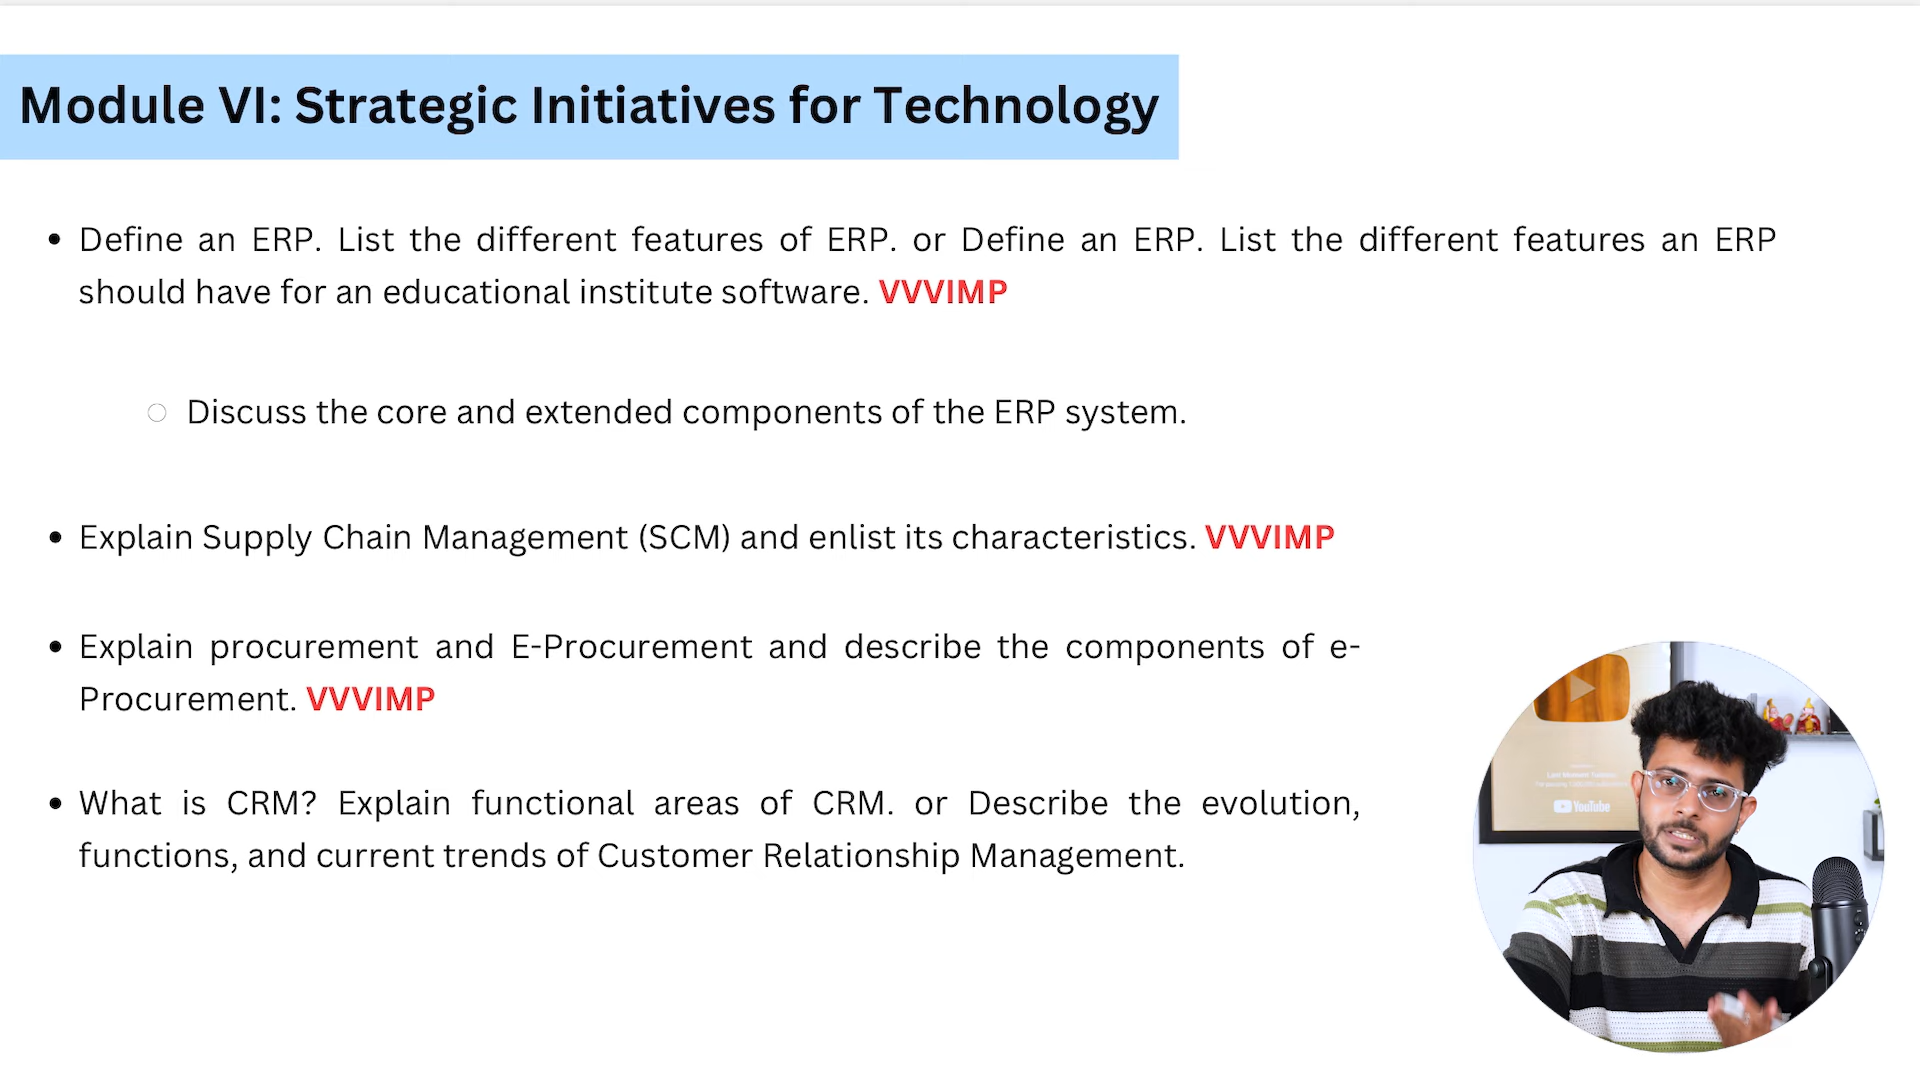 Module VI: Strategic Initiatives for Technology
Define an ERP. List the different features of ERP. or Define an ERP. List the different features an ERP
should have for an educational institute software. VVVIMP
Discuss the core and extended components of the ERP system.
Explain Supply Chain Management (SCM) and enlist its characteristics. VVVIMP
Explain procurement and E-Procurement and describe the components of e-
Procurement. VVVIMP
What is CRM? Explain functional areas of CRM. or Describe the evolution,
functions, and current trends of Customer Relationship Management.
YouTube